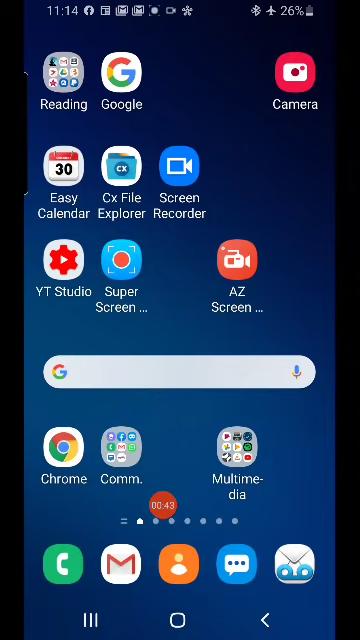 11:14 26%
Reading Google Camera
30
CX
Easy Calendar
Cx File Explorer
Screen Recorder
YT Studio
Super Screen ...
AZ Screen ...
Chrome Comm. Multime-
dia
00:43